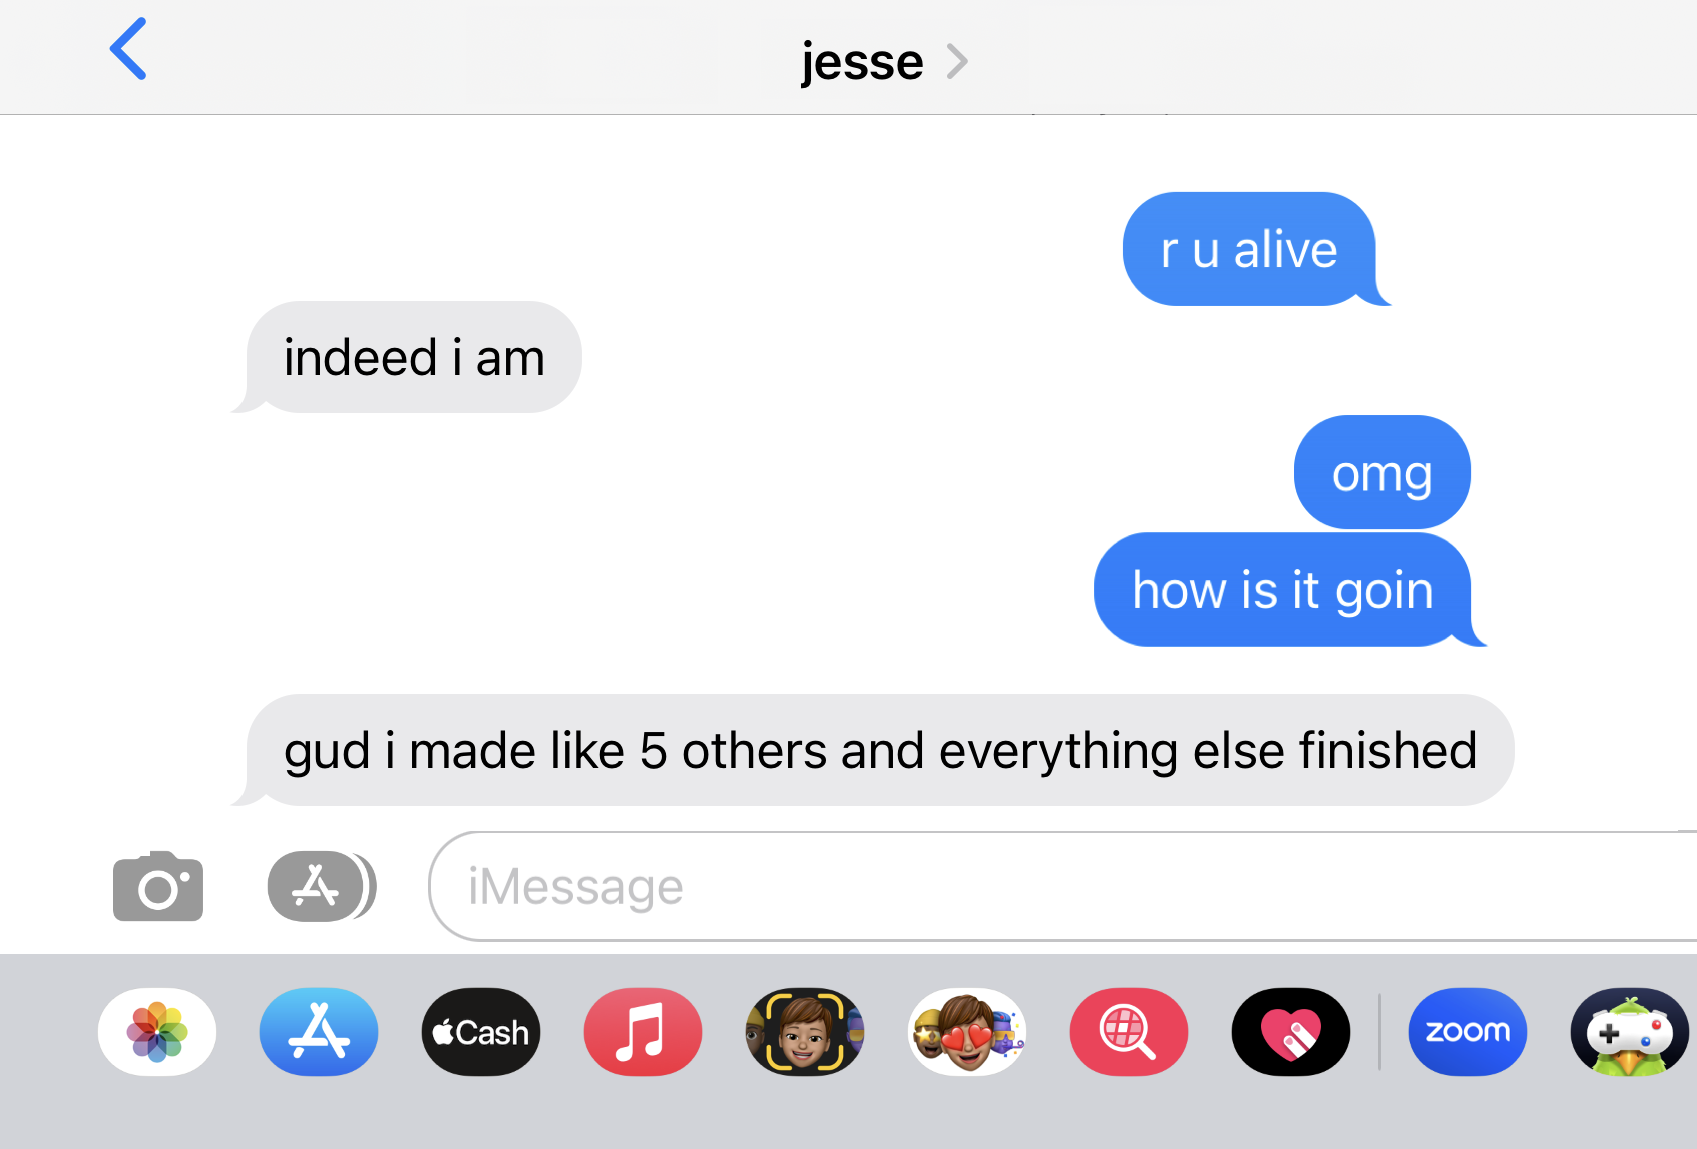 jesse
r u alive
indeed i am
omg
how is it goin
gud i made like 5 others and everything else finished
iMessage
Cash
zoom